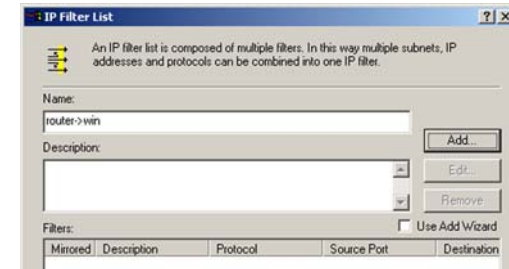 IP Filter List
An IP filter list is composed of multiple filters. In this way multiple subnets, IP
addresses and protocols can be combined into one IP filter.
Name:
router->win
Add...
Description:
Edit...
Remove
Filters:
Use Add Wizard
Mirrored Description Protocol Source Port Destination